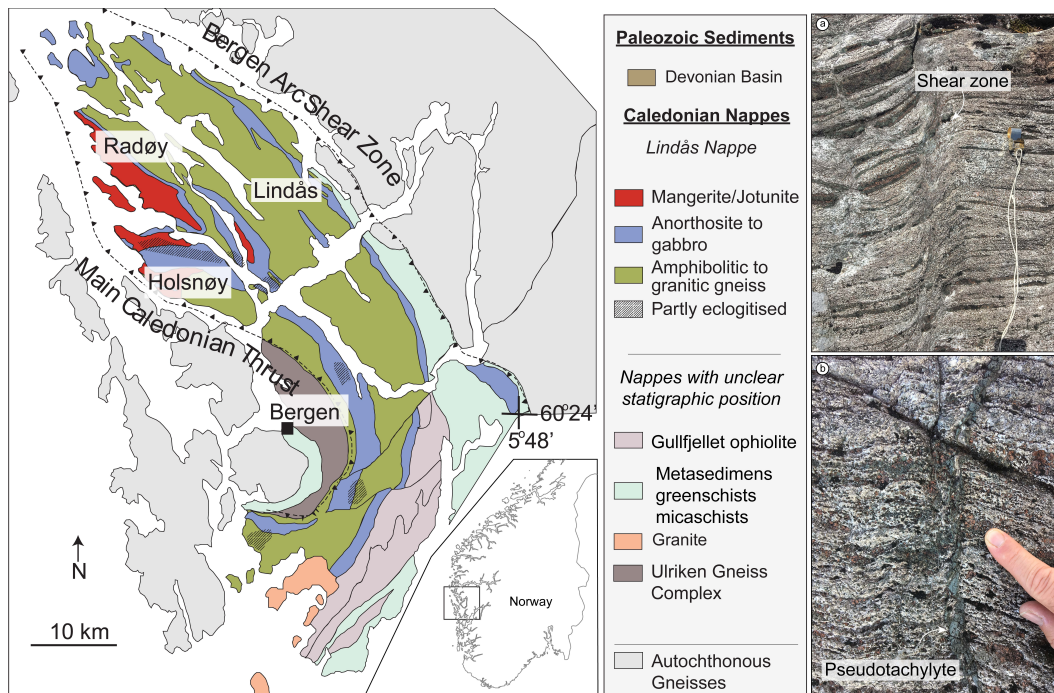 Bergen Arc Shear Zone
Radøy
Lindås
Holsnøy
Main Caledonian Thrust
Bergen
60°24'
5°48'
N
10 km
Norway
Paleozoic Sediments
Devonian Basin
Caledonian Nappes
Lindås Nappe
Mangerite/Jotunite
Anorthosite to
gabbro
Amphibolitic to
granitic gneiss
Partly eclogitised
Nappes with unclear
statigraphic position
Gullfjellet ophiolite
Metasedimens
greenschists
micaschists
Granite
Ulriken Gneiss
Complex
Autochthonous
Gneisses
a
Shear zone
b
Pseudotachylyte